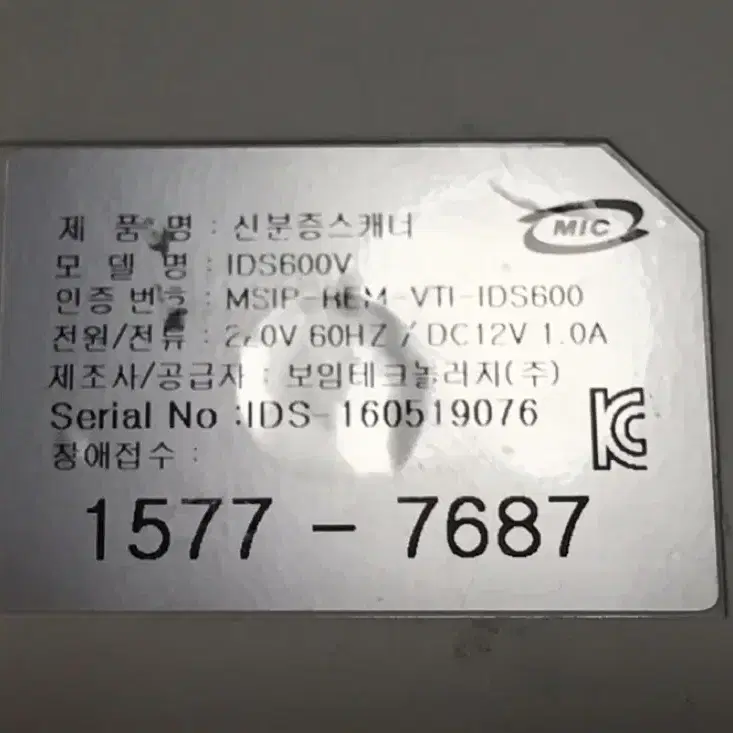 MIC
제 품 명 : 신분증스캐너
모 델 명 : IDS600V
인증 번호 : MSIP-REM-VTI-IDS600
전원/전류 : 60HZ / DC12V 1.0A
제조사/공급자 : 보임테크놀러지(주)
Serial No :IDS-160519076
장애접수 :
1577 - 7687